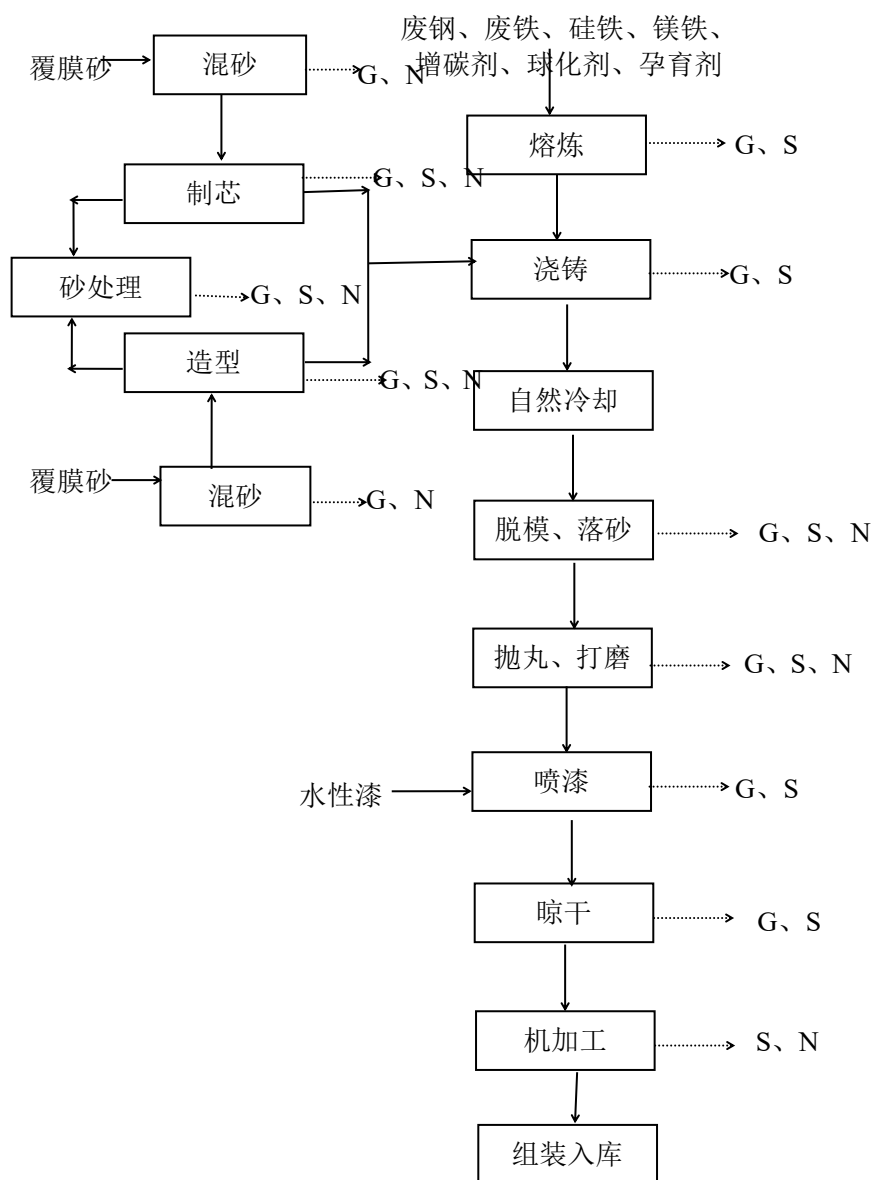 废钢、废铁、硅铁、镁铁、
增碳剂、球化剂、孕育剂
覆膜砂
混砂
G、N
熔炼
G、S
制芯
G、S、N
浇铸
G、S
砂处理
G、S、N
造型
G、S、N
自然冷却
覆膜砂
混砂
G、N
脱模、落砂
G、S、N
抛丸、打磨
G、S、N
水性漆
喷漆
G、S
晾干
G、S
机加工
S、N
组装入库